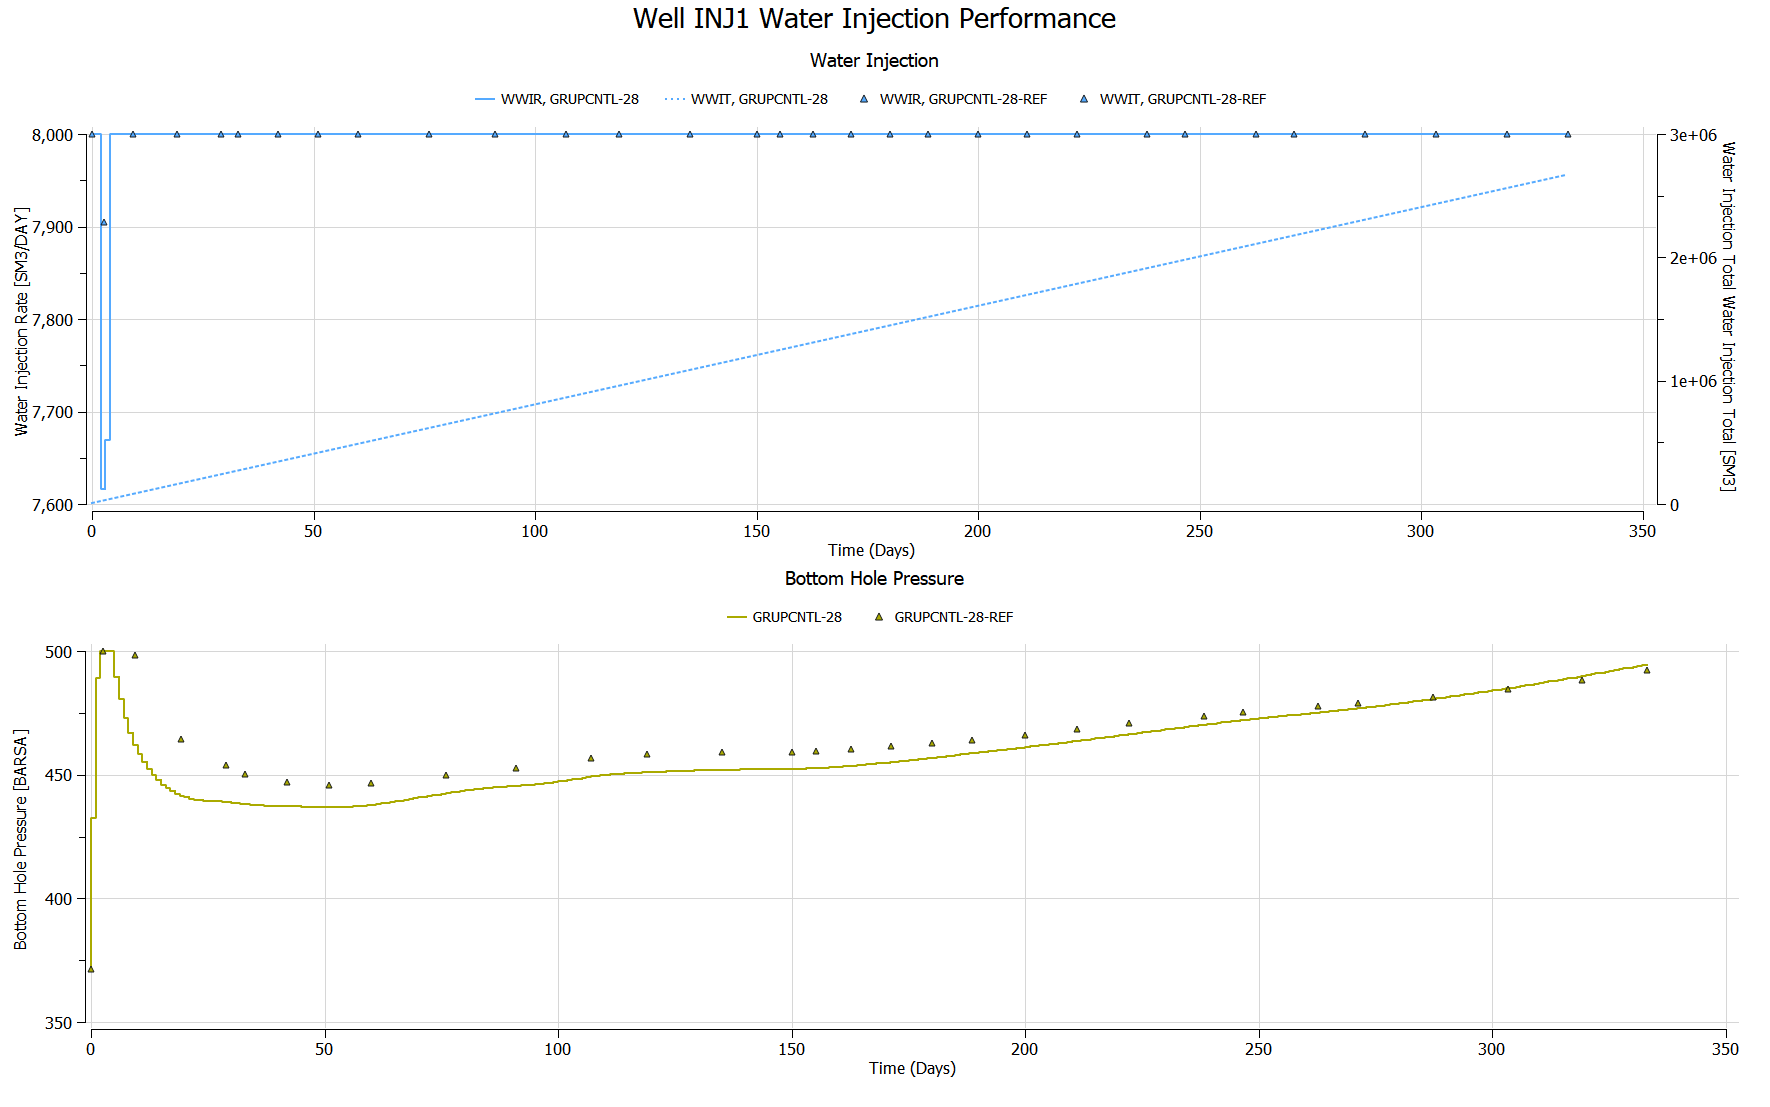 Well INJ1 Water Injection Performance
Water Injection
WWIR, GRUPCNTL-28 WWIT, GRUPCNTL-28 WWIR, GRUPCNTL-28-REF WWIT, GRUPCNTL-28-REF
8,000
7,900
7,800
7,700
7,600
Water Injection Rate [SM3/DAY]
3e+06
2e+06
1e+06
0
Water Injection Total Water Injection Total [SM3]
0 50 100 150 200 250 300 350
Time (Days)
Bottom Hole Pressure
GRUPCNTL-28 GRUPCNTL-28-REF
500
450
400
350
Bottom Hole Pressure [BARSA]
0 50 100 150 200 250 300 350
Time (Days)